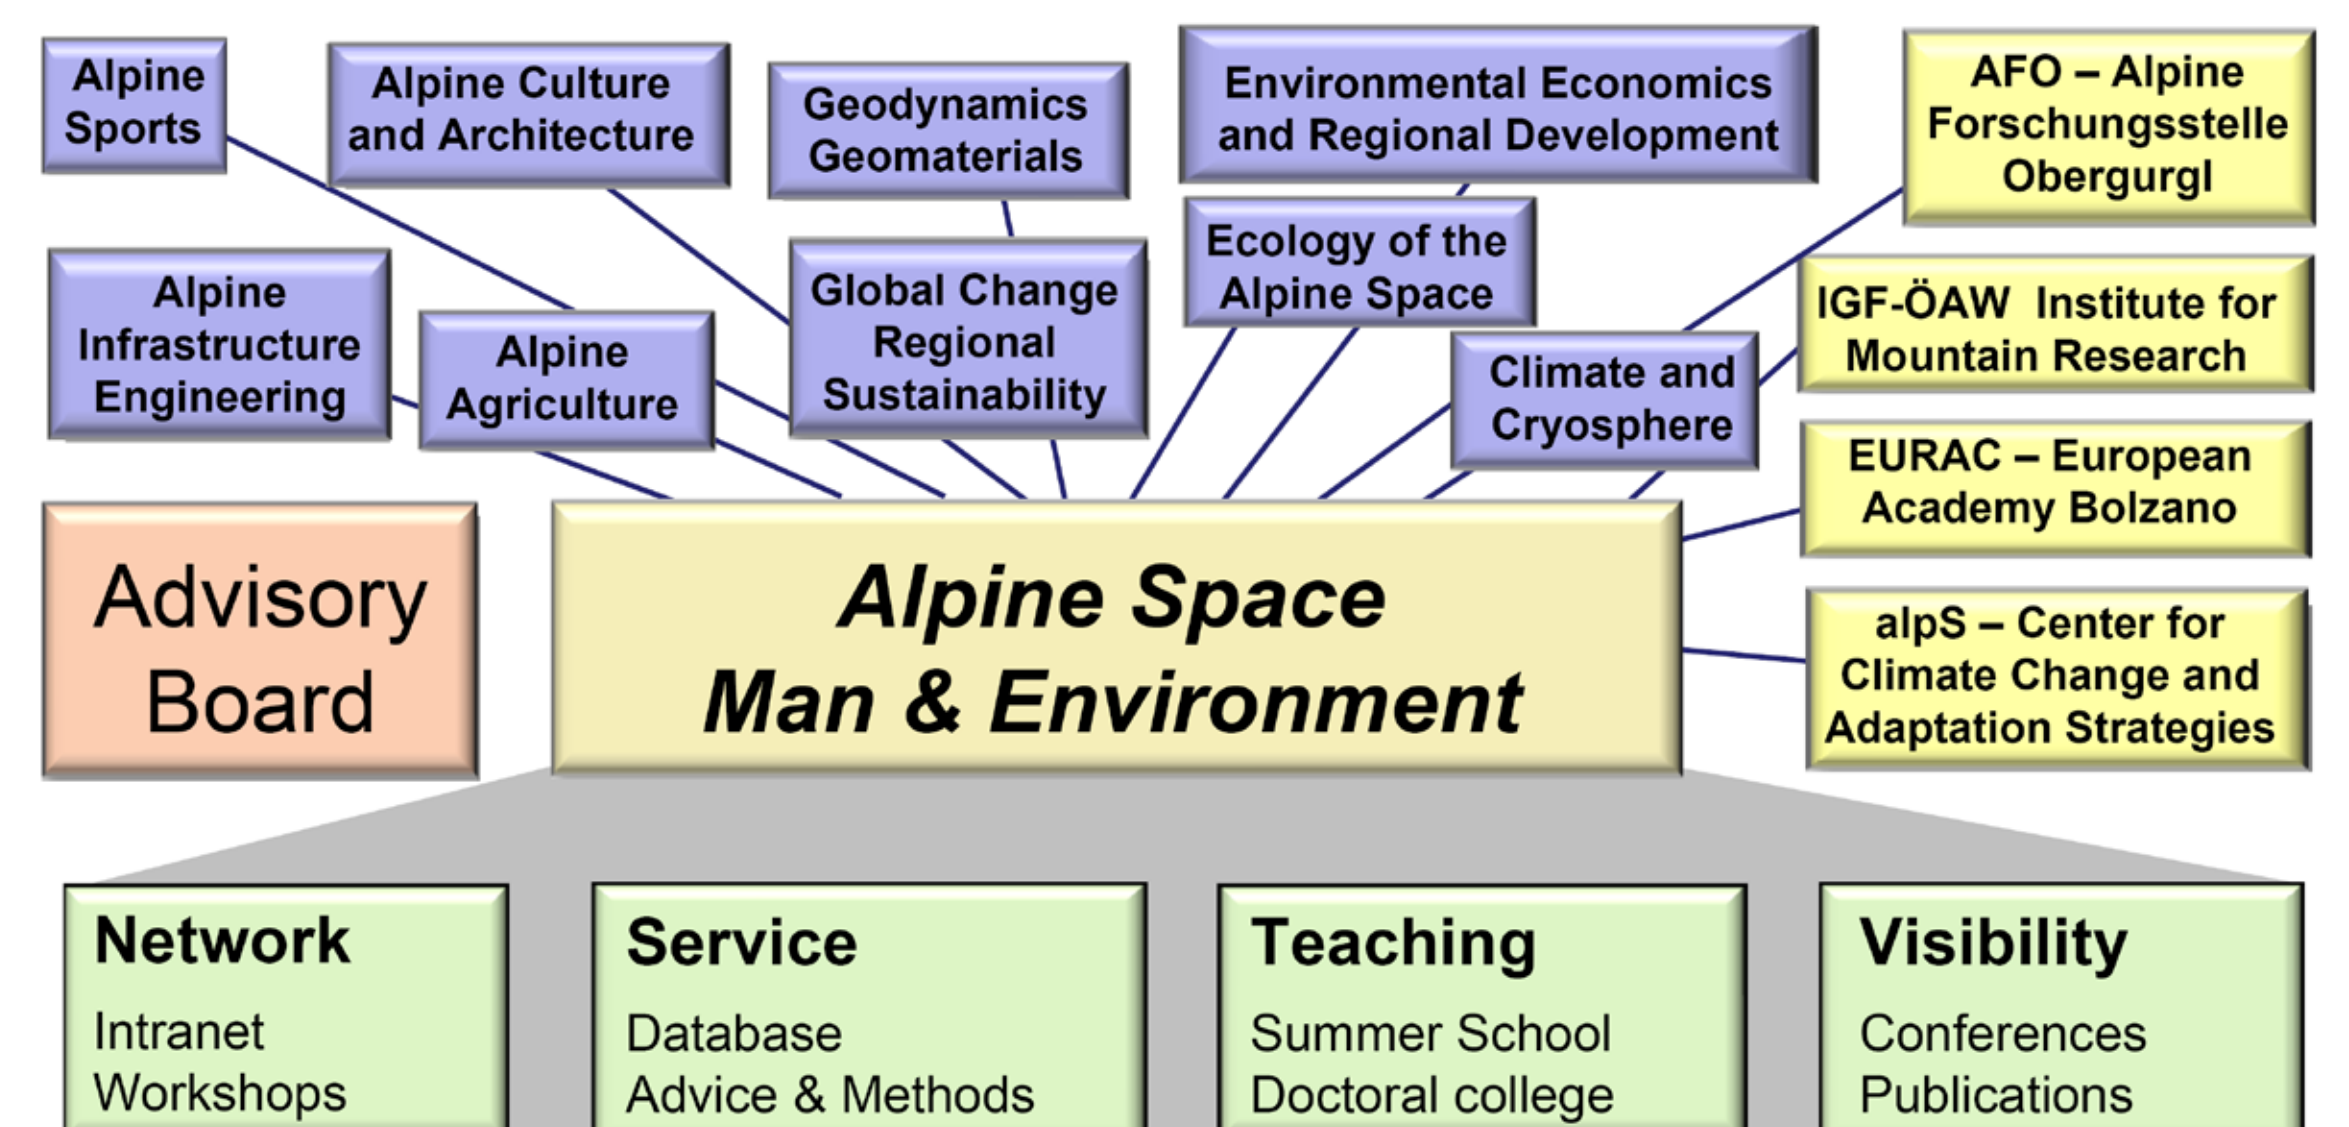 Alpine
Sports
Alpine Culture
and Architecture
Geodynamics
Geomaterials
Environmental Economics
and Regional Development
AFO – Alpine
Forschungsstelle
Obergurgl
Alpine
Infrastructure
Engineering
Alpine
Agriculture
Global Change
Regional
Sustainability
Ecology of the
Alpine Space
Climate and
Cryosphere
IGF-ÖAW Institute for
Mountain Research
EURAC – European
Academy Bolzano
Advisory
Board
Alpine Space
Man & Environment
alpS – Center for
Climate Change and
Adaptation Strategies
Network
Intranet
Workshops
Service
Database
Advice & Methods
Teaching
Summer School
Doctoral college
Visibility
Conferences
Publications